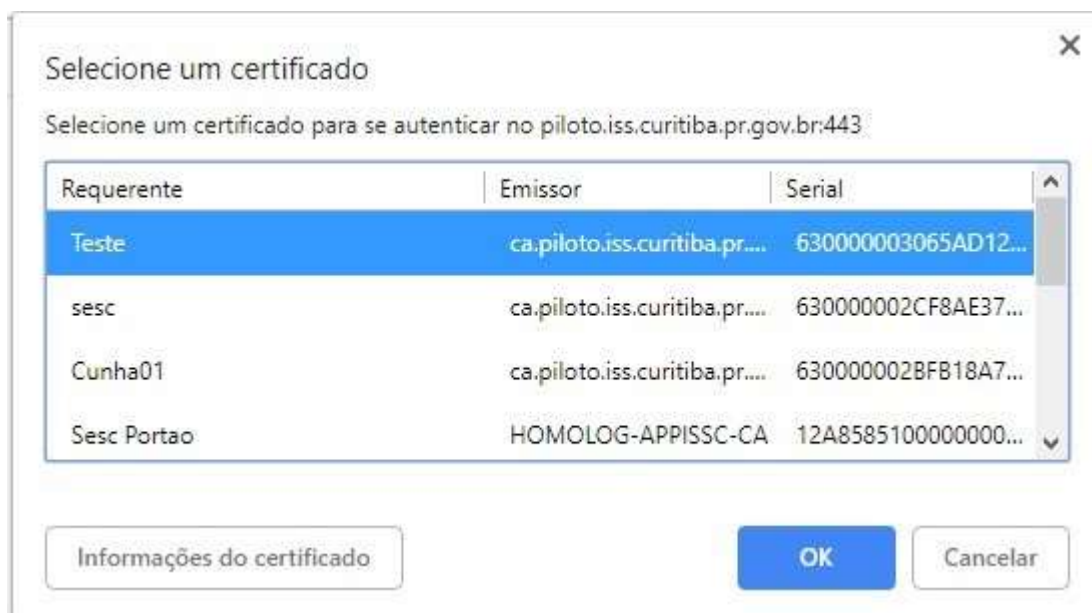 Selecione um certificado
Selecione um certificado para se autenticar no piloto.iss.curitiba.pr.gov.br:443
Requerente Emissor Serial
Teste ca.piloto.iss.curitiba.pr.... 630000003065AD12...
sesc ca.piloto.iss.curitiba.pr.... 630000002CF8AE37...
Cunha01 ca.piloto.iss.curitiba.pr.... 630000002BFB18A7...
Sesc Portao HOMOLOG-APPISSC-CA 12A8585100000000...
Informações do certificado OK Cancelar